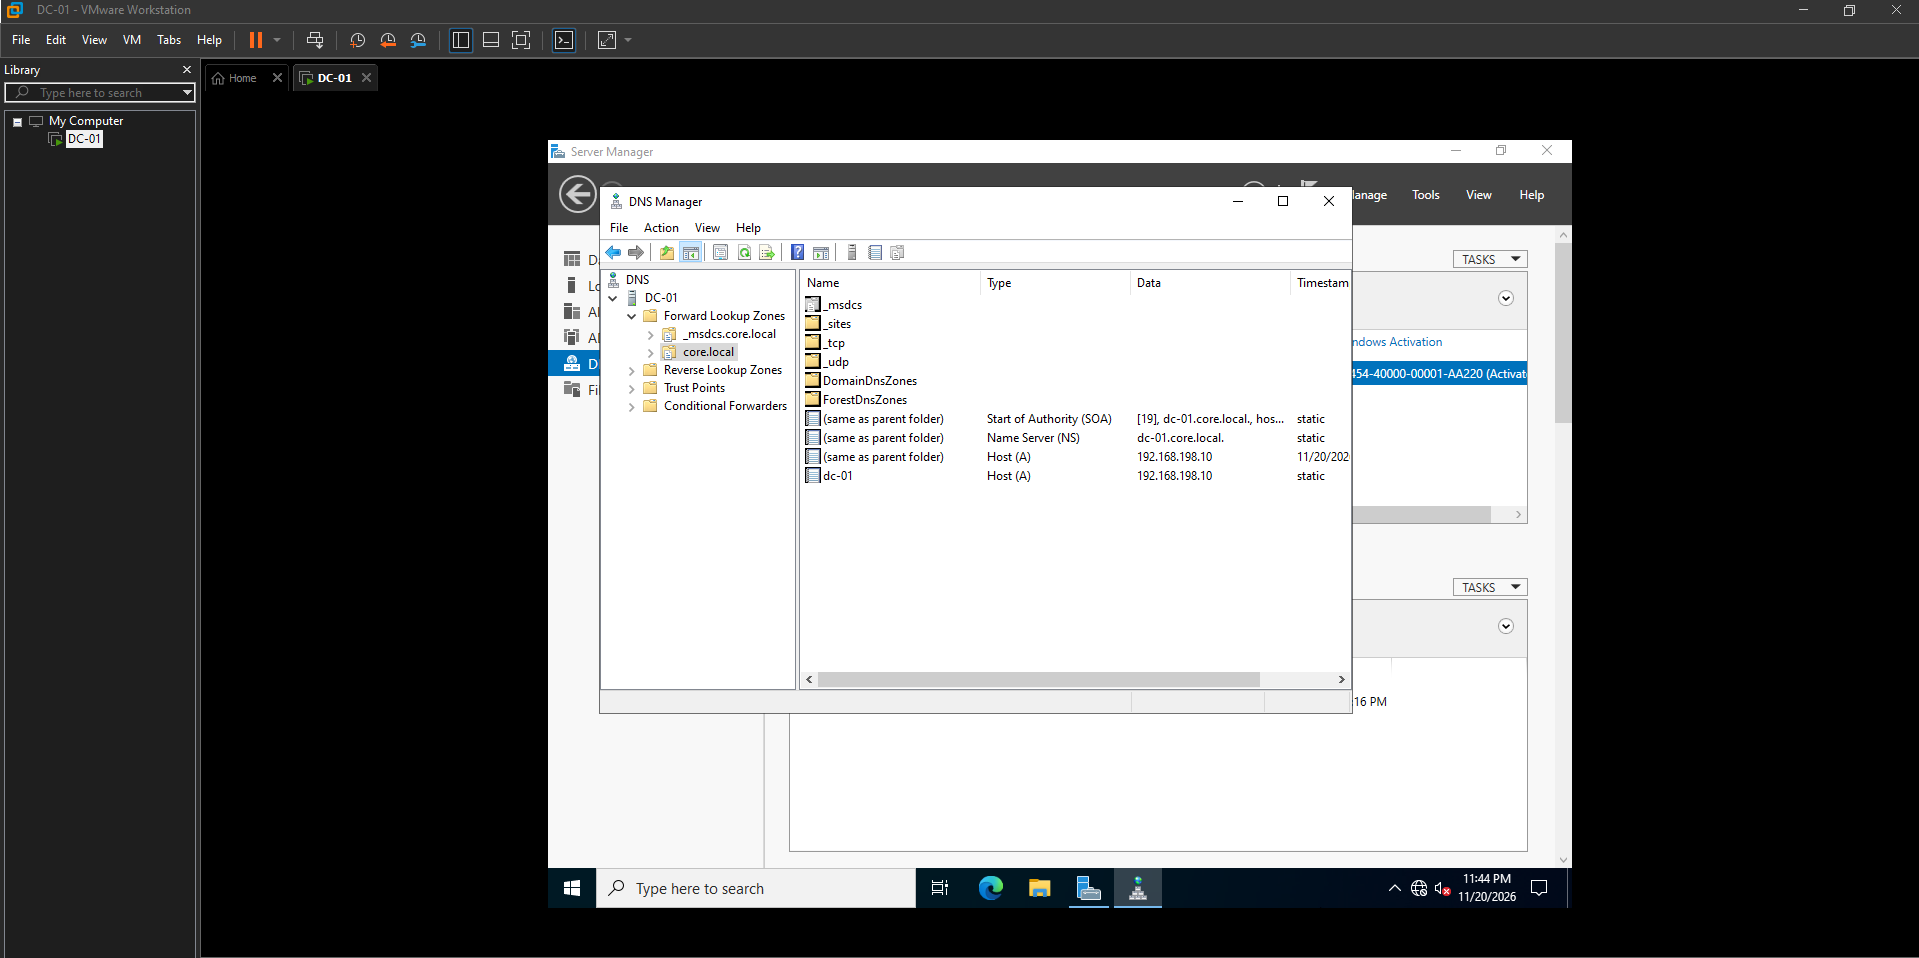 DC-01 - VMware Workstation
File Edit View VM Tabs Help
Library
Type here to search
My Computer
DC-01
Home
DC-01
Server Manager
Manage Tools View Help
DNS Manager
File Action View Help
DNS
DC-01
Forward Lookup Zones
_msdcs.core.local
core.local
Reverse Lookup Zones
Trust Points
Conditional Forwarders
Name Type Data Timestam
_msdcs
_sites
_tcp
_udp
DomainDnsZones
ForestDnsZones
(same as parent folder) Start of Authority (SOA) [19], dc-01.core.local., hos... static
(same as parent folder) Name Server (NS) dc-01.core.local. static
(same as parent folder) Host (A) 192.168.198.10 11/20/202
dc-01 Host (A) 192.168.198.10 static
TASKS
ndows Activation
454-40000-00001-AA220 (Activat
TASKS
:16 PM
Type here to search
11:44 PM
11/20/2026